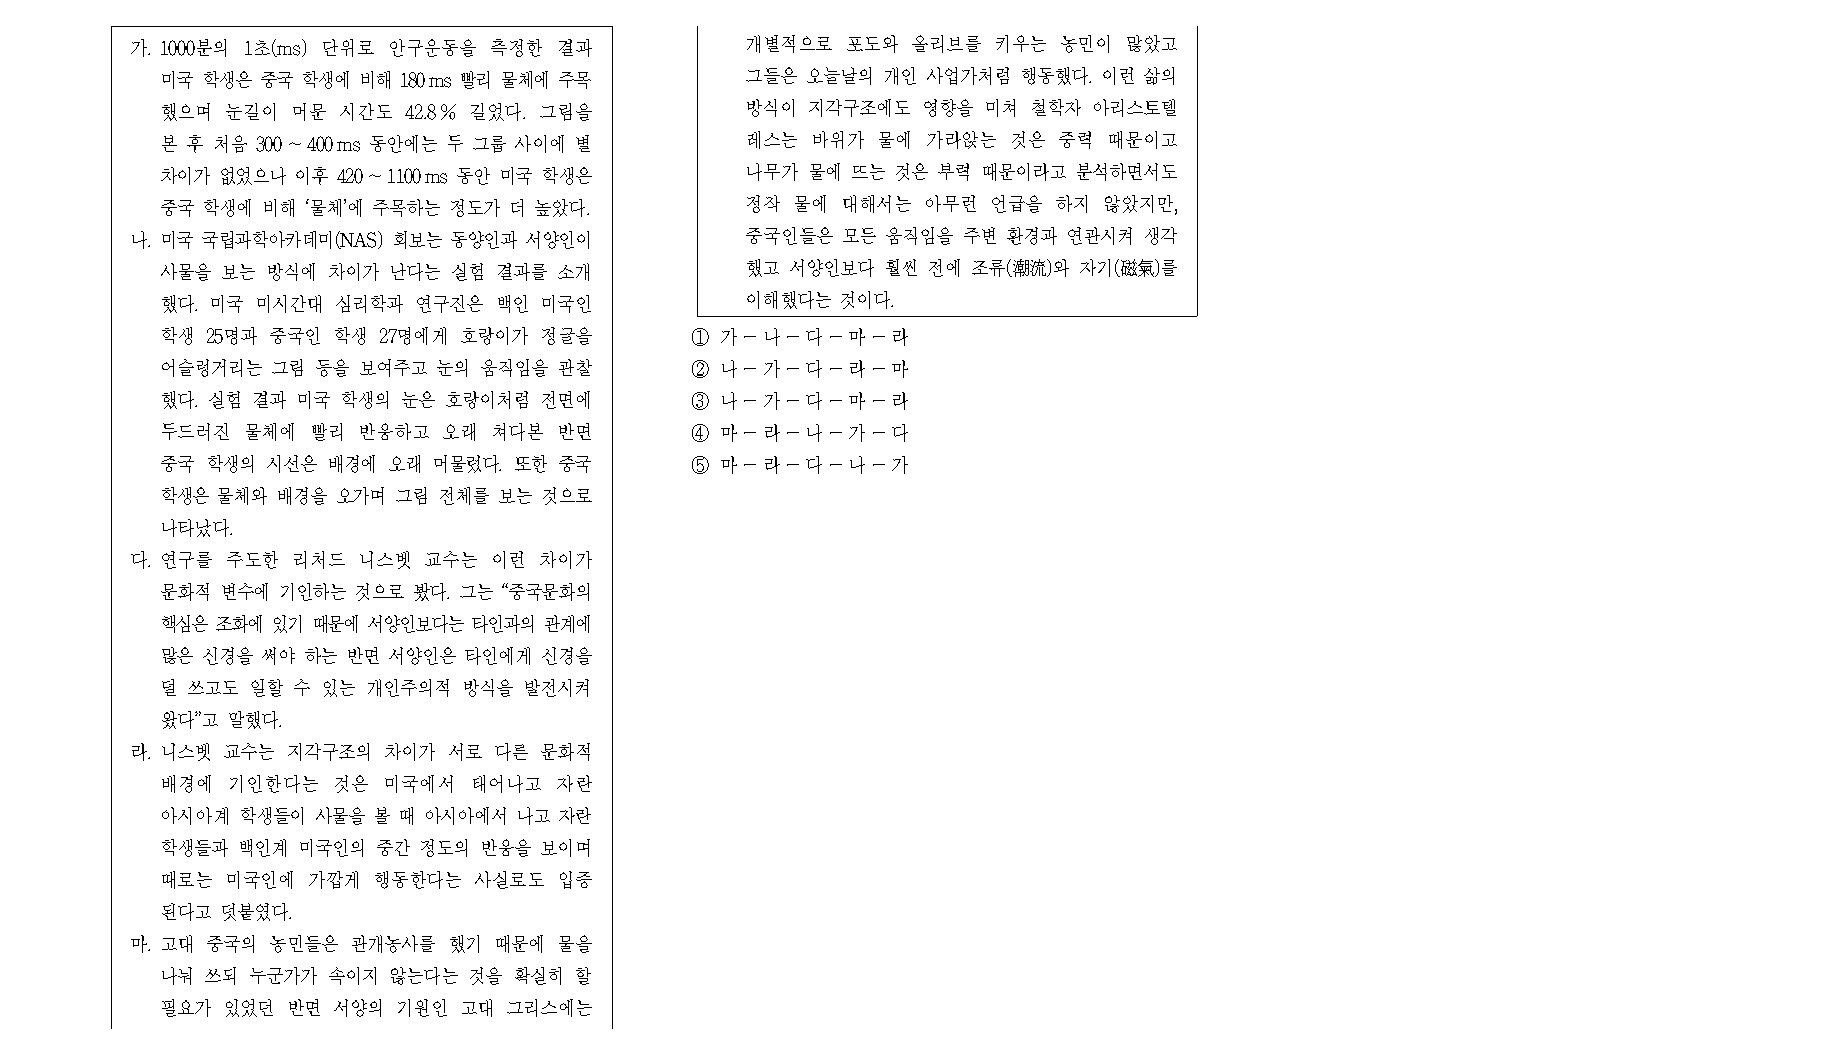 가. 1000분의 1초(ms) 단위로 안구운동을 측정한 결과
미국 학생은 중국 학생에 비해 180 ms 빨리 물체에 주목
했으며 눈길이 머문 시간도 42.8 % 길었다. 그림을
본 후 처음 300 ~ 400 ms 동안에는 두 그룹 사이에 별
차이가 없었으나 이후 420 ~ 1100 ms 동안 미국 학생은
중국 학생에 비해 ‘물체’에 주목하는 정도가 더 높았다.
나. 미국 국립과학아카데미(NAS) 회보는 동양인과 서양인이
사물을 보는 방식에 차이가 난다는 실험 결과를 소개
했다. 미국 미시간대 심리학과 연구진은 백인 미국인
학생 25명과 중국인 학생 27명에게 호랑이가 정글을
어슬렁거리는 그림 등을 보여주고 눈의 움직임을 관찰
했다. 실험 결과 미국 학생의 눈은 호랑이처럼 전면에
두드러진 물체에 빨리 반응하고 오래 쳐다본 반면
중국 학생의 시선은 배경에 오래 머물렀다. 또한 중국
학생은 물체와 배경을 오가며 그림 전체를 보는 것으로
나타났다.
다. 연구를 주도한 리처드 니스벳 교수는 이런 차이가
문화적 변수에 기인하는 것으로 봤다. 그는 “중국문화의
핵심은 조화에 있기 때문에 서양인보다는 타인과의 관계에
많은 신경을 써야 하는 반면 서양인은 타인에게 신경을
덜 쓰고도 일할 수 있는 개인주의적 방식을 발전시켜
왔다”고 말했다.
라. 니스벳 교수는 지각구조의 차이가 서로 다른 문화적
배경에 기인한다는 것은 미국에서 태어나고 자란
아시아계 학생들이 사물을 볼 때 아시아에서 나고 자란
학생들과 백인계 미국인의 중간 정도의 반응을 보이며
때로는 미국인에 가깝게 행동한다는 사실로도 입증
된다고 덧붙였다.
마. 고대 중국의 농민들은 관개농사를 했기 때문에 물을
나눠 쓰되 누군가가 속이지 않는다는 것을 확실히 할
필요가 있었던 반면 서양의 기원인 고대 그리스에는
개별적으로 포도와 올리브를 키우는 농민이 많았고
그들은 오늘날의 개인 사업가처럼 행동했다. 이런 삶의
방식이 지각구조에도 영향을 미쳐 철학자 아리스토텔
레스는 바위가 물에 가라앉는 것은 중력 때문이고
나무가 물에 뜨는 것은 부력 때문이라고 분석하면서도
정작 물에 대해서는 아무런 언급을 하지 않았지만,
중국인들은 모든 움직임을 주변 환경과 연관시켜 생각
했고 서양인보다 훨씬 전에 조류(潮流)와 자기(磁氣)를
이해했다는 것이다.
① 가 － 나 － 다 － 마 － 라
② 나 － 가 － 다 － 라 － 마
③ 나 － 가 － 다 － 마 － 라
④ 마 － 라 － 나 － 가 － 다
⑤ 마 － 라 － 다 － 나 － 가